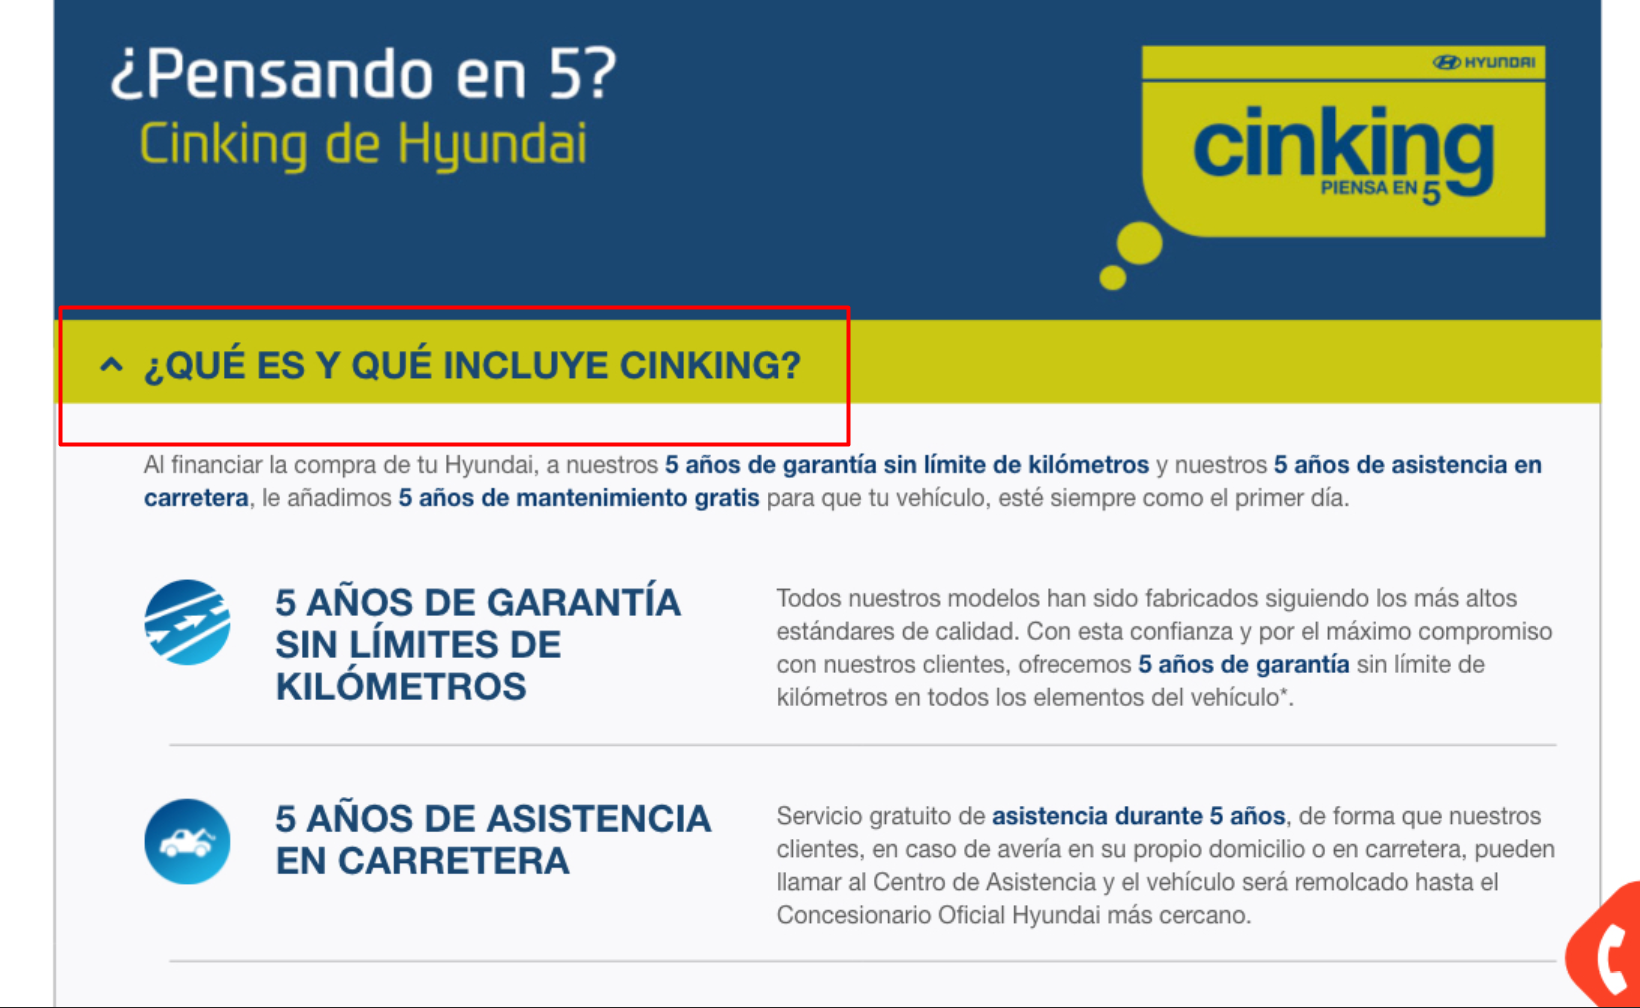 ¿Pensando en 5?
Cinking de Hyundai
HYUNDAI
cinking
PIENSA EN 5
¿QUÉ ES Y QUÉ INCLUYE CINKING?
Al financiar la compra de tu Hyundai, a nuestros 5 años de garantía sin límite de kilómetros y nuestros 5 años de asistencia en
carretera, le añadimos 5 años de mantenimiento gratis para que tu vehículo, esté siempre como el primer día.
5 AÑOS DE GARANTÍA
SIN LÍMITES DE
KILÓMETROS
Todos nuestros modelos han sido fabricados siguiendo los más altos
estándares de calidad. Con esta confianza y por el máximo compromiso
con nuestros clientes, ofrecemos 5 años de garantía sin límite de
kilómetros en todos los elementos del vehículo*.
5 AÑOS DE ASISTENCIA
EN CARRETERA
Servicio gratuito de asistencia durante 5 años, de forma que nuestros
clientes, en caso de avería en su propio domicilio o en carretera, pueden
llamar al Centro de Asistencia y el vehículo será remolcado hasta el
Concesionario Oficial Hyundai más cercano.